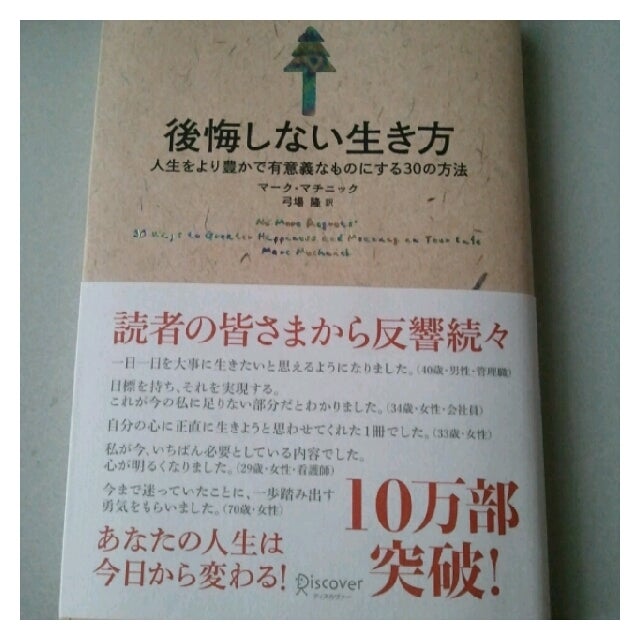 後悔しない生き方
人生をより豊かで有意義なものにする30の方法
マーク・マチニック
弓場 隆 訳
No More Regrets
30 Ways to Greater Happiness and Meaning in Your Life
Marc Muchnick
読者の皆さまから反響続々
一日一日を大事に生きたいと思えるようになりました。(40歳・男性・管理職)
目標を持ち、それを実現する。
これが今の私に足りない部分だとわかりました。(34歳・女性・会社員)
自分の心に正直に生きようと思わせてくれた1冊でした。(33歳・女性)
私が今、いちばん必要としている内容でした。
心が明るくなりました。(29歳・女性・看護師)
今まで迷っていたことに、一歩踏み出す
勇気をもらいました。(70歳・女性)
10万部
突破!
あなたの人生は
今日から変わる!
Discover
ディスカヴァー